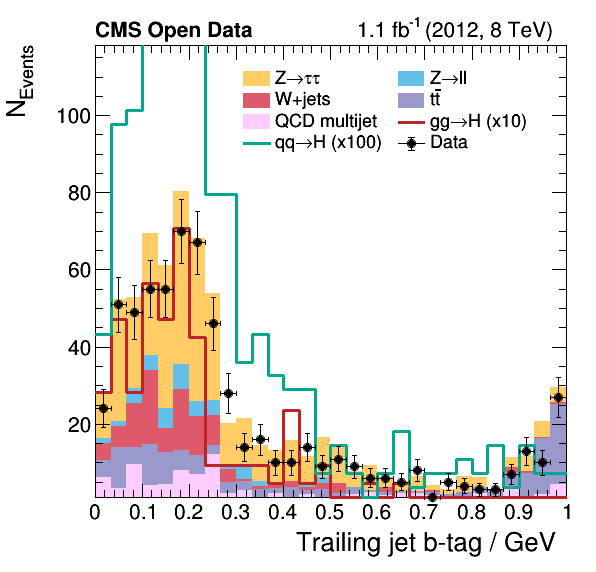 CMS Open Data 1.1 fb⁻¹ (2012, 8 TeV)
N_Events
Z→ττ Z→ll
W+jets tt̄
QCD multijet gg→H (x10)
qq→H (x100) Data
100
80
60
40
20
0 0.1 0.2 0.3 0.4 0.5 0.6 0.7 0.8 0.9 1
Trailing jet b-tag / GeV